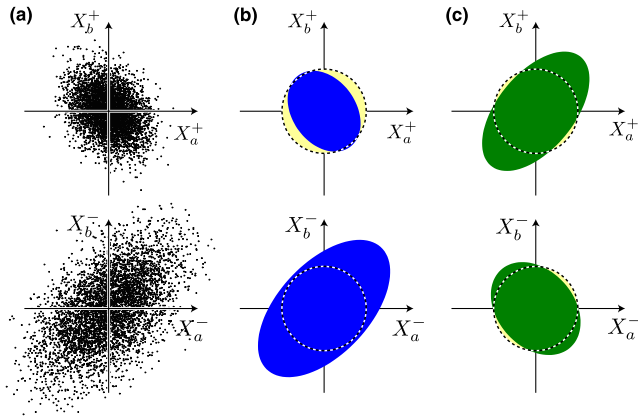 (a) (b) (c)
X_b^+ X_b^+ X_b^+
X_a^+ X_a^+ X_a^+
X_b^- X_b^- X_b^-
X_a^- X_a^- X_a^-